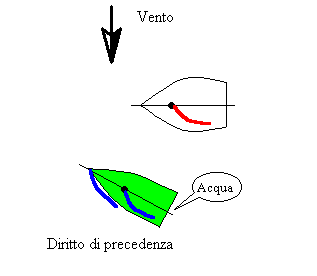 Vento
Acqua
Diritto di precedenza